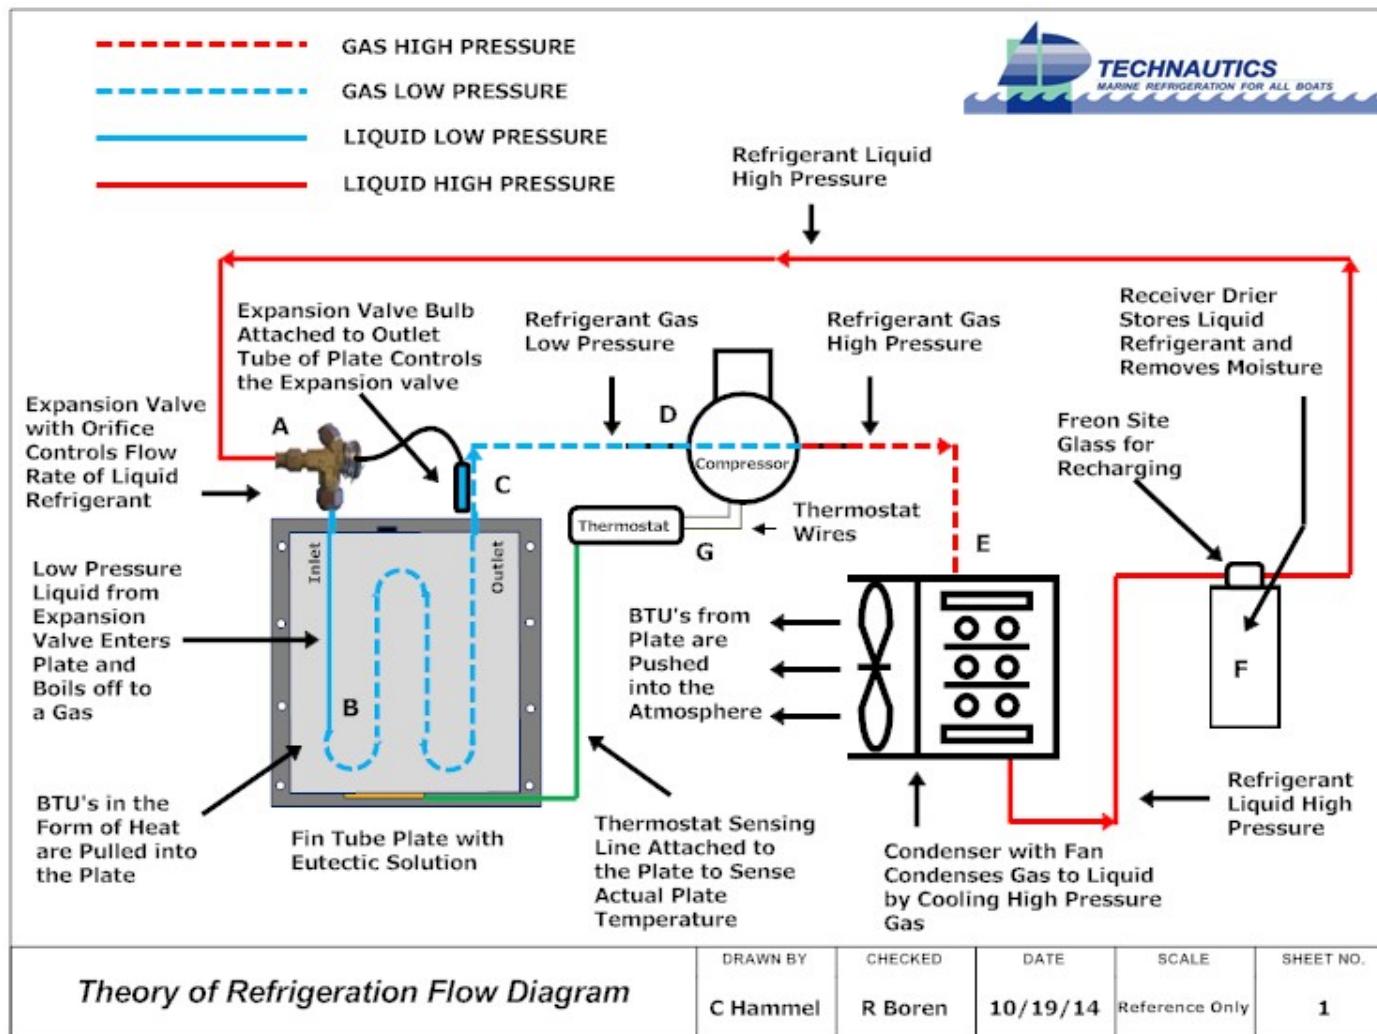 GAS HIGH PRESSURE
GAS LOW PRESSURE
LIQUID LOW PRESSURE
LIQUID HIGH PRESSURE
TECHNAUTICS
MARINE REFRIGERATION FOR ALL BOATS
Refrigerant Liquid
High Pressure
Expansion Valve Bulb
Attached to Outlet
Tube of Plate Controls
the Expansion valve
Refrigerant Gas
Low Pressure
Refrigerant Gas
High Pressure
Receiver Drier
Stores Liquid
Refrigerant and
Removes Moisture
Expansion Valve
with Orifice
Controls Flow
Rate of Liquid
Refrigerant
A
C
D
Compressor
Freon Site
Glass for
Recharging
Thermostat
G
Thermostat
Wires
E
Inlet
Outlet
Low Pressure
Liquid from
Expansion
Valve Enters
Plate and
Boils off to
a Gas
B
BTU's from
Plate are
Pushed
into the
Atmosphere
F
BTU's in the
Form of Heat
are Pulled into
the Plate
Fin Tube Plate with
Eutectic Solution
Thermostat Sensing
Line Attached to
the Plate to Sense
Actual Plate
Temperature
Condenser with Fan
Condenses Gas to Liquid
by Cooling High Pressure
Gas
Refrigerant
Liquid High
Pressure
Theory of Refrigeration Flow Diagram
DRAWN BY
C Hammel
CHECKED
R Boren
DATE
10/19/14
SCALE
Reference Only
SHEET NO.
1